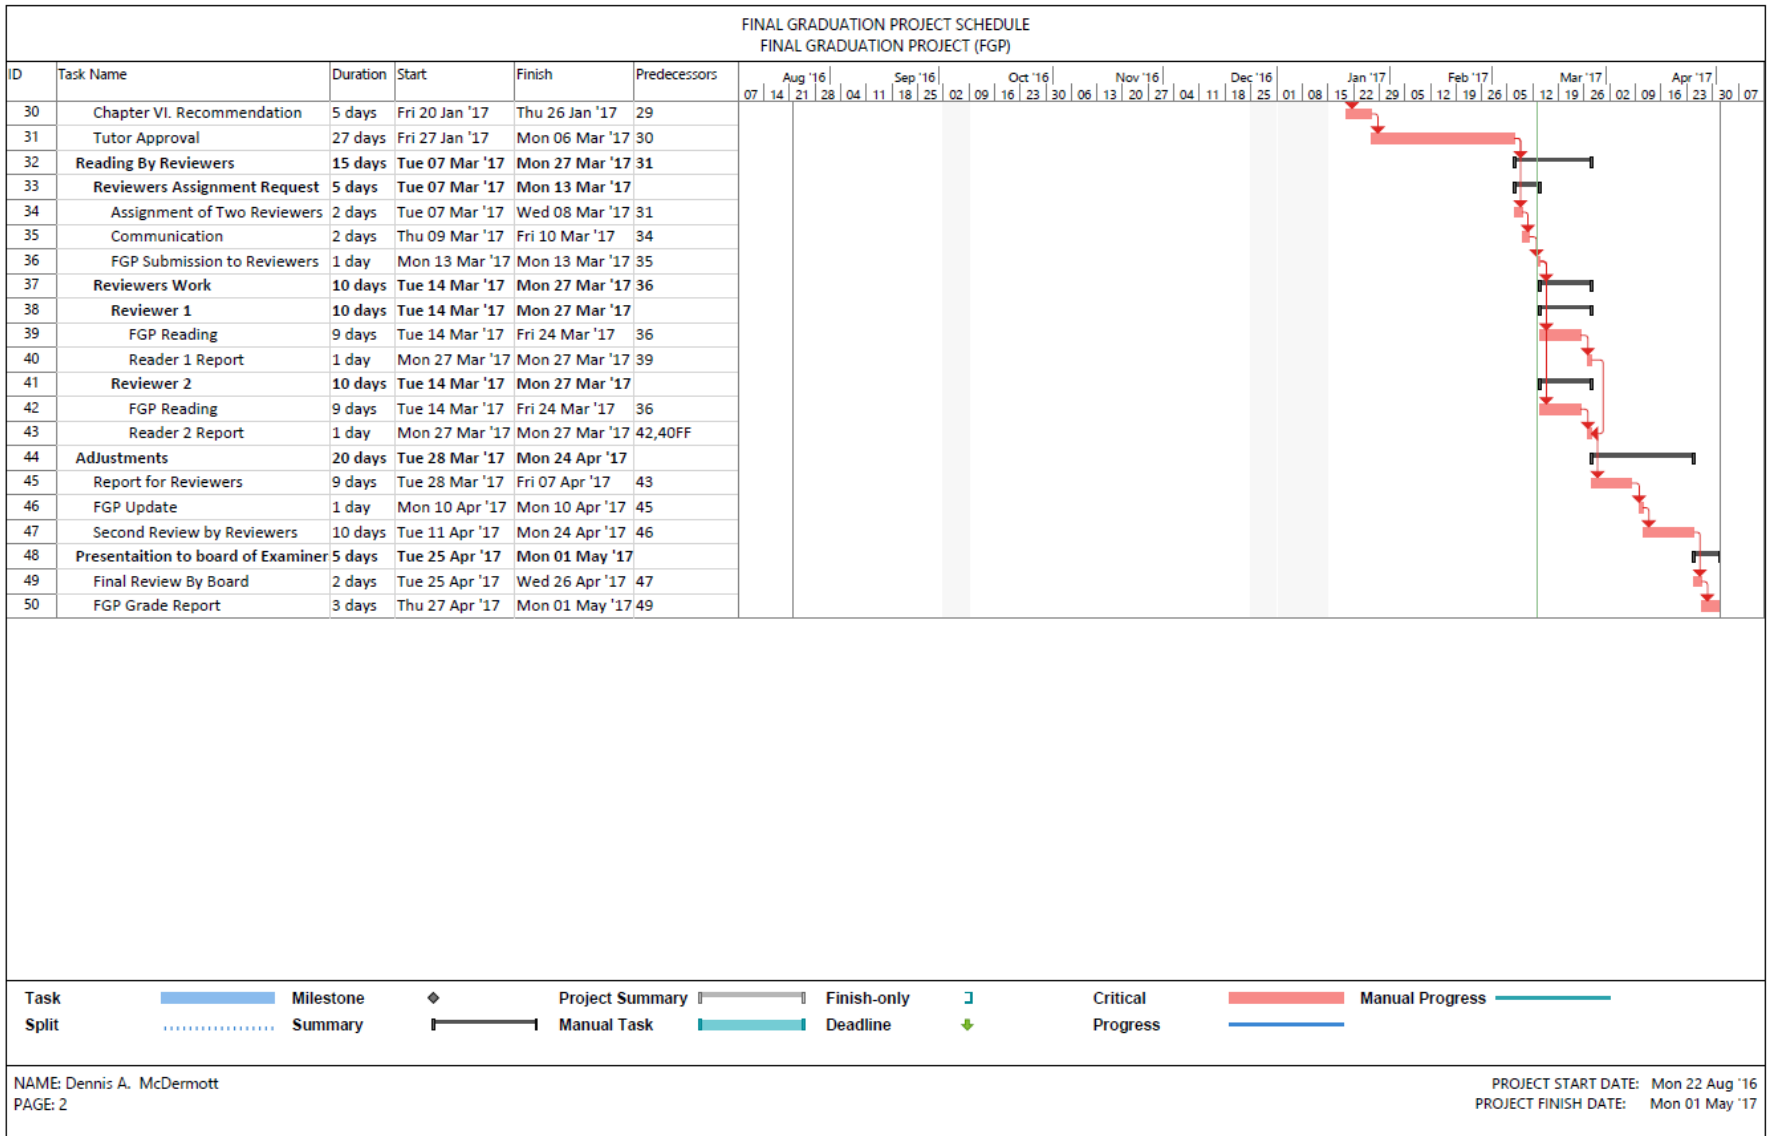 FINAL GRADUATION PROJECT SCHEDULE
FINAL GRADUATION PROJECT (FGP)
ID Task Name Duration Start Finish Predecessors
Aug '16 Sep '16 Oct '16 Nov '16 Dec '16 Jan '17 Feb '17 Mar '17 Apr '17
07 14 21 28 04 11 18 25 02 09 16 23 30 06 13 20 27 04 11 18 25 01 08 15 22 29 05 12 19 26 05 12 19 26 02 09 16 23 30 07
30 Chapter VI. Recommendation 5 days Fri 20 Jan '17 Thu 26 Jan '17 29
31 Tutor Approval 27 days Fri 27 Jan '17 Mon 06 Mar '17 30
32 Reading By Reviewers 15 days Tue 07 Mar '17 Mon 27 Mar '17 31
33 Reviewers Assignment Request 5 days Tue 07 Mar '17 Mon 13 Mar '17
34 Assignment of Two Reviewers 2 days Tue 07 Mar '17 Wed 08 Mar '17 31
35 Communication 2 days Thu 09 Mar '17 Fri 10 Mar '17 34
36 FGP Submission to Reviewers 1 day Mon 13 Mar '17 Mon 13 Mar '17 35
37 Reviewers Work 10 days Tue 14 Mar '17 Mon 27 Mar '17 36
38 Reviewer 1 10 days Tue 14 Mar '17 Mon 27 Mar '17
39 FGP Reading 9 days Tue 14 Mar '17 Fri 24 Mar '17 36
40 Reader 1 Report 1 day Mon 27 Mar '17 Mon 27 Mar '17 39
41 Reviewer 2 10 days Tue 14 Mar '17 Mon 27 Mar '17
42 FGP Reading 9 days Tue 14 Mar '17 Fri 24 Mar '17 36
43 Reader 2 Report 1 day Mon 27 Mar '17 Mon 27 Mar '17 42,40FF
44 AdJustments 20 days Tue 28 Mar '17 Mon 24 Apr '17
45 Report for Reviewers 9 days Tue 28 Mar '17 Fri 07 Apr '17 43
46 FGP Update 1 day Mon 10 Apr '17 Mon 10 Apr '17 45
47 Second Review by Reviewers 10 days Tue 11 Apr '17 Mon 24 Apr '17 46
48 Presentaition to board of Examiner 5 days Tue 25 Apr '17 Mon 01 May '17
49 Final Review By Board 2 days Tue 25 Apr '17 Wed 26 Apr '17 47
50 FGP Grade Report 3 days Thu 27 Apr '17 Mon 01 May '17 49
Task Milestone Project Summary Finish-only Critical Manual Progress
Split Summary Manual Task Deadline Progress
NAME: Dennis A. McDermott
PAGE: 2
PROJECT START DATE: Mon 22 Aug '16
PROJECT FINISH DATE: Mon 01 May '17